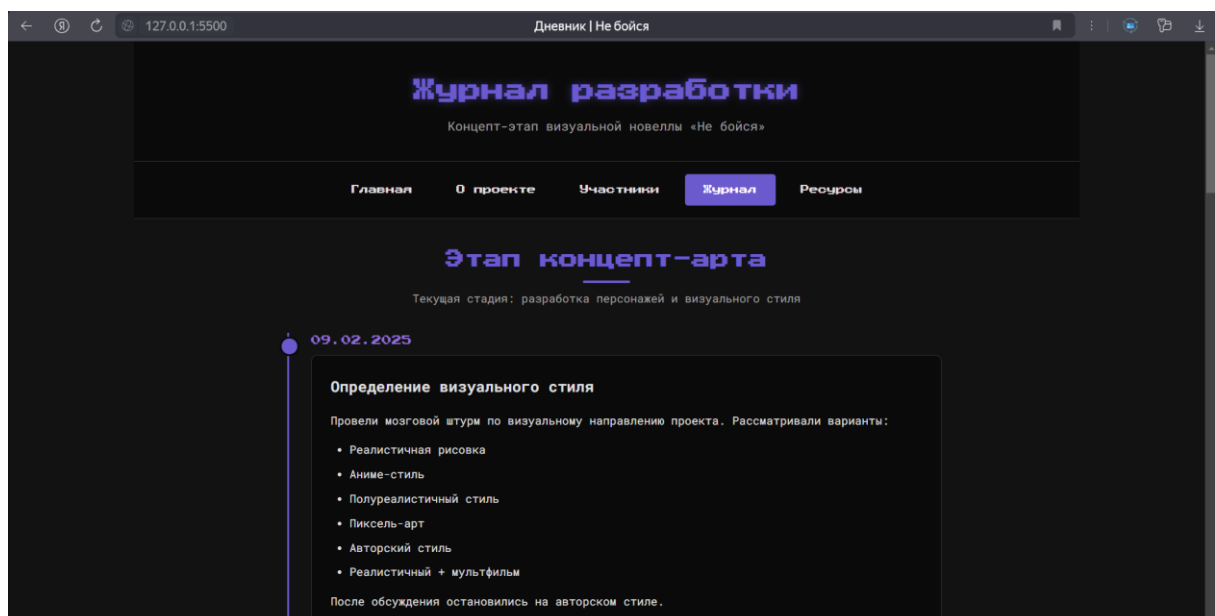 127.0.0.1:5500
Дневник | Не бойся
Журнал разработки
Концепт-этап визуальной новеллы «Не бойся»
Главная О проекте Участники Журнал Ресурсы
Этап концепт-арта
Текущая стадия: разработка персонажей и визуального стиля
09.02.2025
Определение визуального стиля
Провели мозговой штурм по визуальному направлению проекта. Рассматривали варианты:
• Реалистичная рисовка
• Аниме-стиль
• Полуреалистичный стиль
• Пиксель-арт
• Авторский стиль
• Реалистичный + мультфильм
После обсуждения остановились на авторском стиле.